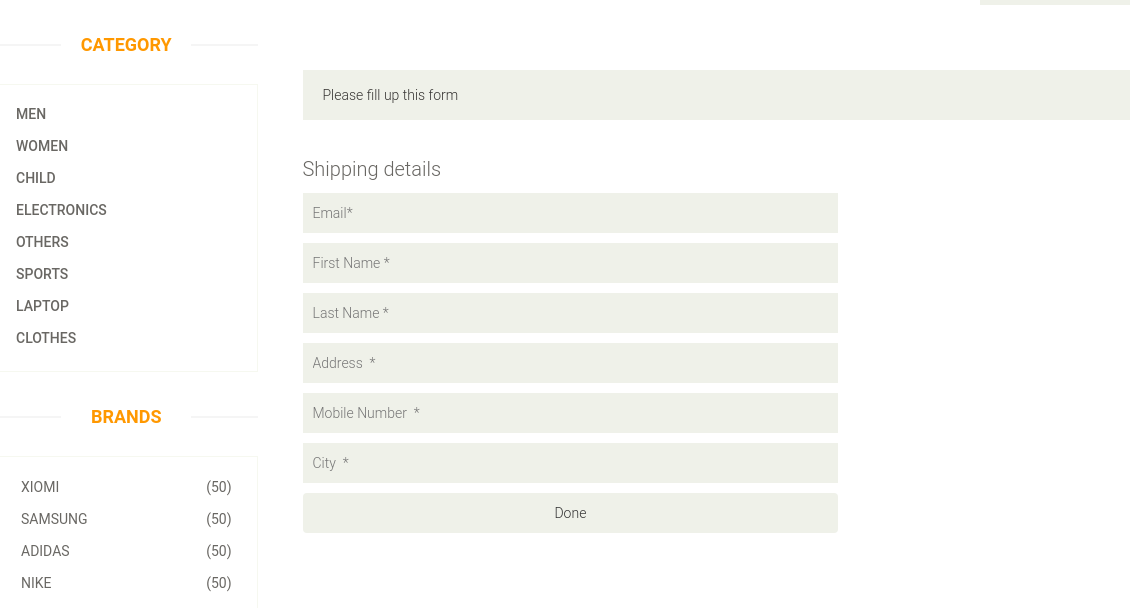 CATEGORY
MEN
WOMEN
CHILD
ELECTRONICS
OTHERS
SPORTS
LAPTOP
CLOTHES
BRANDS
XIOMI (50)
SAMSUNG (50)
ADIDAS (50)
NIKE (50)
Please fill up this form
Shipping details
Email*
First Name *
Last Name *
Address *
Mobile Number *
City *
Done